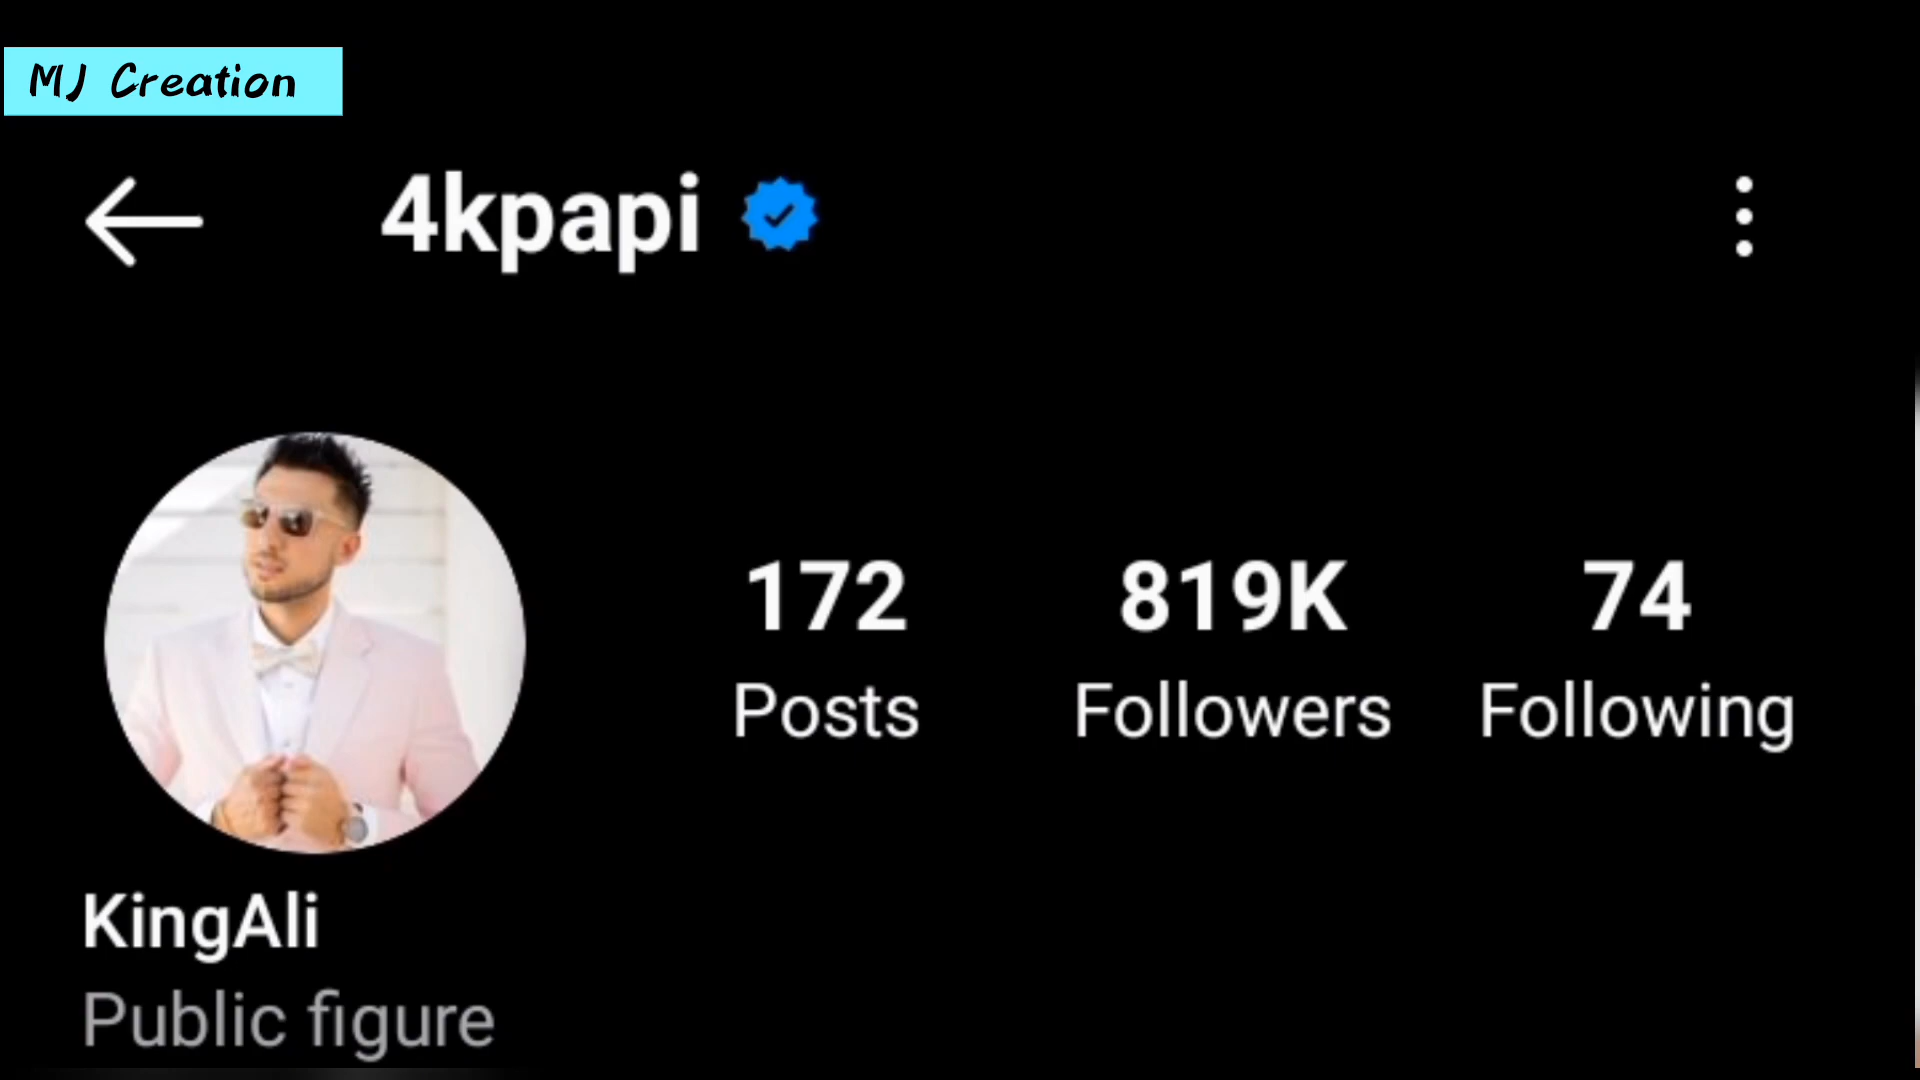 MJ Creation
4kpapi
172
819K
74
Posts
Followers
Following
KingAli
Public figure